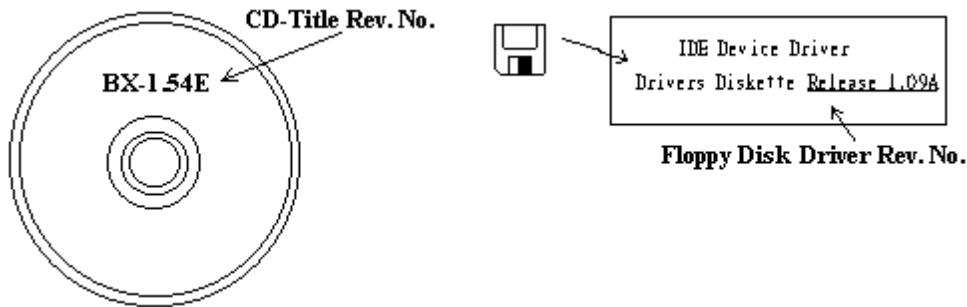 CD-Title Rev. No.
BX-1.54E
IDE Device Driver
Drivers Diskette Release 1.09A
Floppy Disk Driver Rev. No.